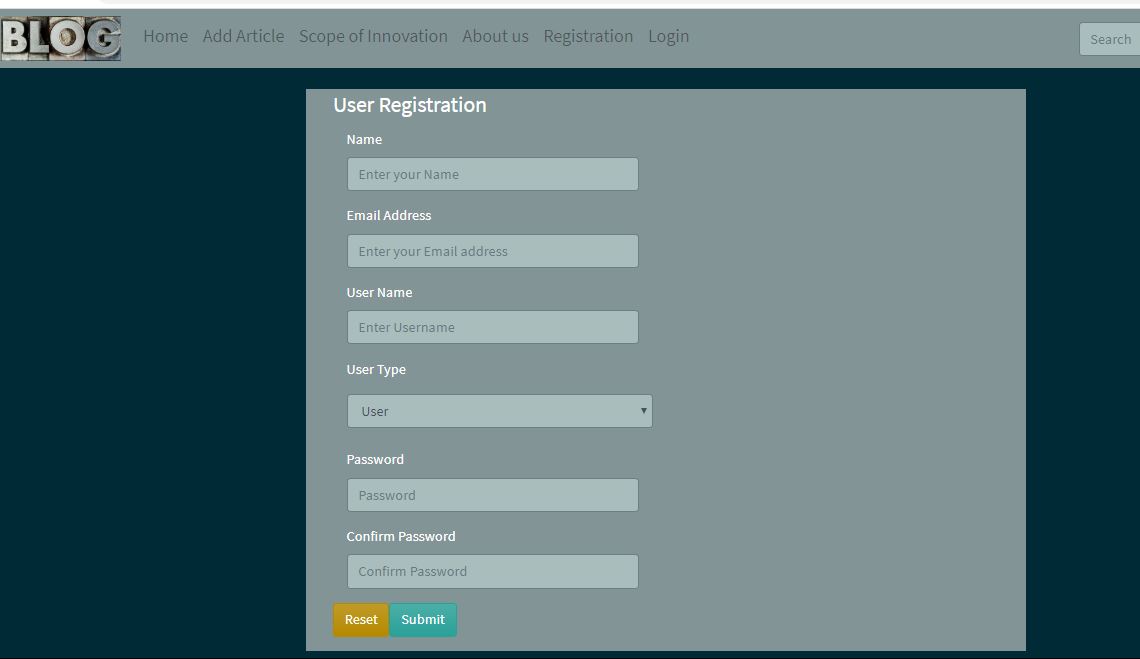 BLOG Home Add Article Scope of Innovation About us Registration Login Search
User Registration
Name
Enter your Name
Email Address
Enter your Email address
User Name
Enter Username
User Type
User
Password
Password
Confirm Password
Confirm Password
Reset Submit